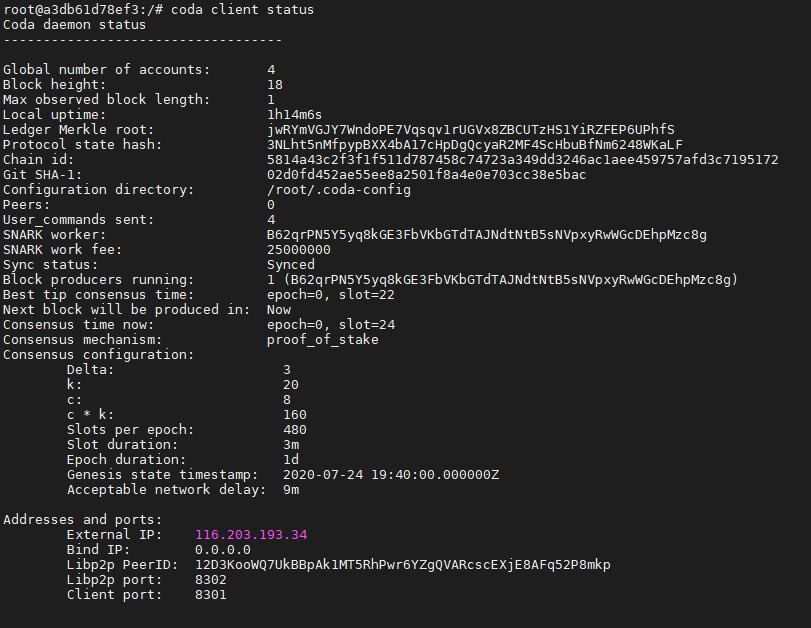 root@a3db61d78ef3:/# coda client status
Coda daemon status
-----------------------------------
Global number of accounts: 4
Block height: 18
Max observed block length: 1
Local uptime: 1h14m6s
Ledger Merkle root: jwRYmVGJY7WndoPE7Vqsqv1rUGVx8ZBCUTzHS1YiRZFEP6UPhfS
Protocol state hash: 3NLht5nMfpypBXX4bA17cHpDgQcyaR2MF4ScHbuBfNm6248WKaLF
Chain id: 5814a43c2f3f1f511d787458c74723a349dd3246ac1aee459757afd3c7195172
Git SHA-1: 02d0fd452ae55ee8a2501f8a4e0e703cc38e5bac
Configuration directory: /root/.coda-config
Peers: 0
User_commands sent: 4
SNARK worker: B62qrPN5Y5yq8kGE3FbVKbGTdTAJNdtNtB5sNVpxyRwWGcDEhpMzc8g
SNARK work fee: 25000000
Sync status: Synced
Block producers running: 1 (B62qrPN5Y5yq8kGE3FbVKbGTdTAJNdtNtB5sNVpxyRwWGcDEhpMzc8g)
Best tip consensus time: epoch=0, slot=22
Next block will be produced in: Now
Consensus time now: epoch=0, slot=24
Consensus mechanism: proof_of_stake
Consensus configuration:
Delta: 3
k: 20
c: 8
c * k: 160
Slots per epoch: 480
Slot duration: 3m
Epoch duration: 1d
Genesis state timestamp: 2020-07-24 19:40:00.000000Z
Acceptable network delay: 9m
Addresses and ports:
External IP: 116.203.193.34
Bind IP: 0.0.0.0
Libp2p PeerID: 12D3KooWQ7UkBBpAk1MT5RhPwr6YZgQVARcscEXjE8AFq52P8mkp
Libp2p port: 8302
Client port: 8301